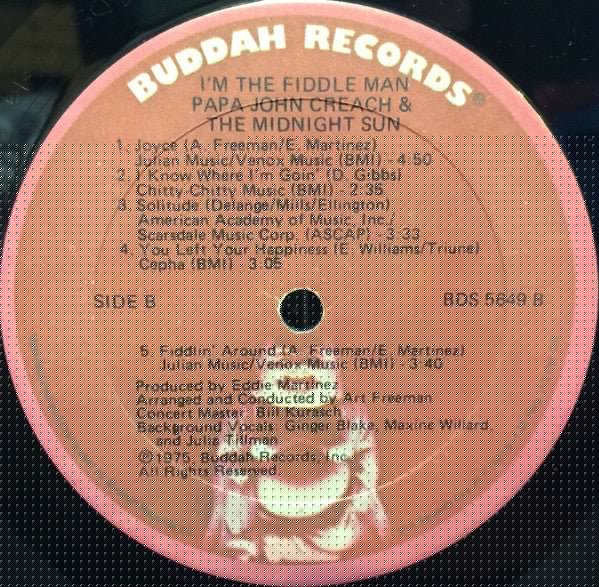 BUDDAH RECORDS®
I'M THE FIDDLE MAN
PAPA JOHN CREACH &
THE MIDNIGHT SUN
1. Joyce (A. Freeman/E. Martinez)
Julian Music/Venox Music (BMI) - 4:50
2. I Know Where I'm Goin' (D. Gibbs)
Chitty Chitty Music (BMI) - 2:35
3. Solitude (Delange/Mills/Ellington)
American Academy of Music, Inc./
Scarsdale Music Corp. (ASCAP) - 3:33
4. You Left Your Happiness (E. Williams/Triune)
Cepha (BMI) - 3:05
SIDE B
BDS 5649 B
5. Fiddlin' Around (A. Freeman/E. Martinez)
Julian Music/Venox Music (BMI) - 3:40
Produced by Eddie Martinez
Arranged and Conducted by Art Freeman
Concert Master: Bill Kurasch
Background Vocals: Ginger Blake, Maxine Willard,
and Julia Tillman
℗1975, Buddah Records, Inc.
All Rights Reserved.